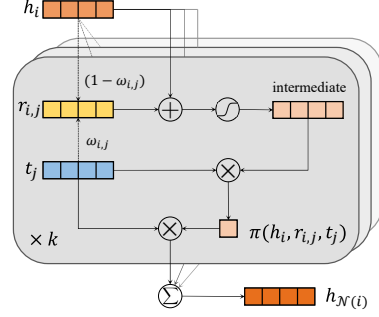 h_i
(1 − ω_{i,j})
intermediate
r_{i,j}
+
ω_{i,j}
t_j
×
× π(h_i, r_{i,j}, t_j)
× k
Σ
h_{𝒩(i)}